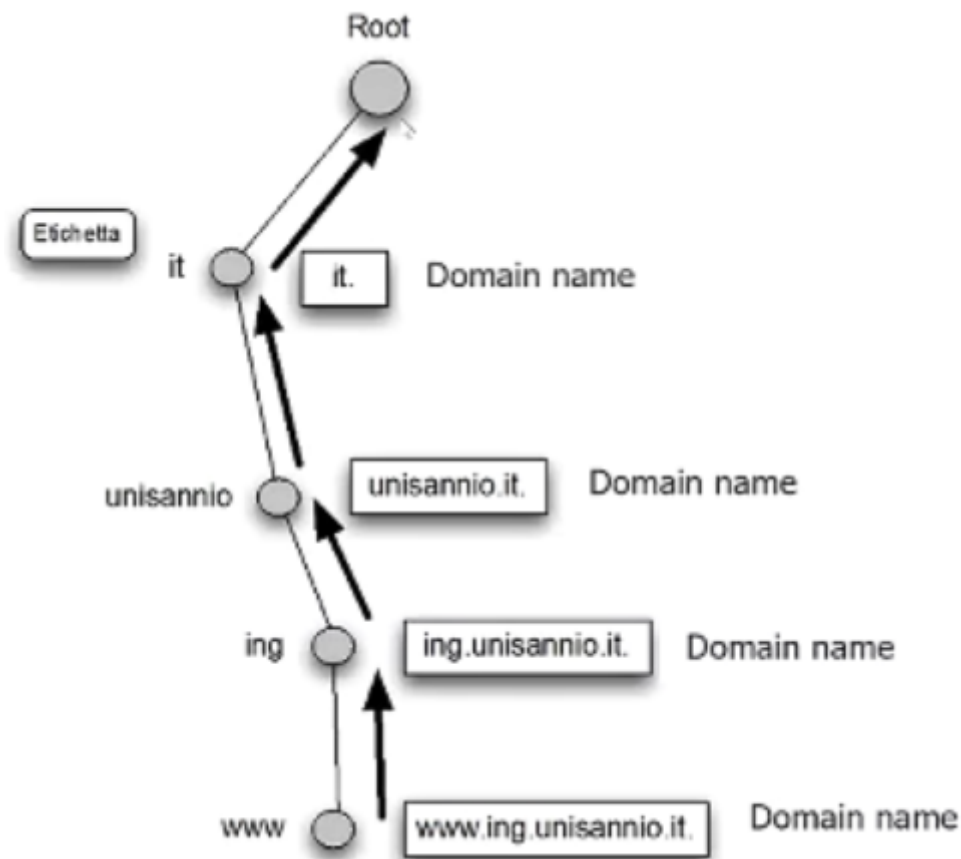 Root
Etichetta
it
it.
Domain name
unisannio
unisannio.it.
Domain name
ing
ing.unisannio.it.
Domain name
www
www.ing.unisannio.it.
Domain name